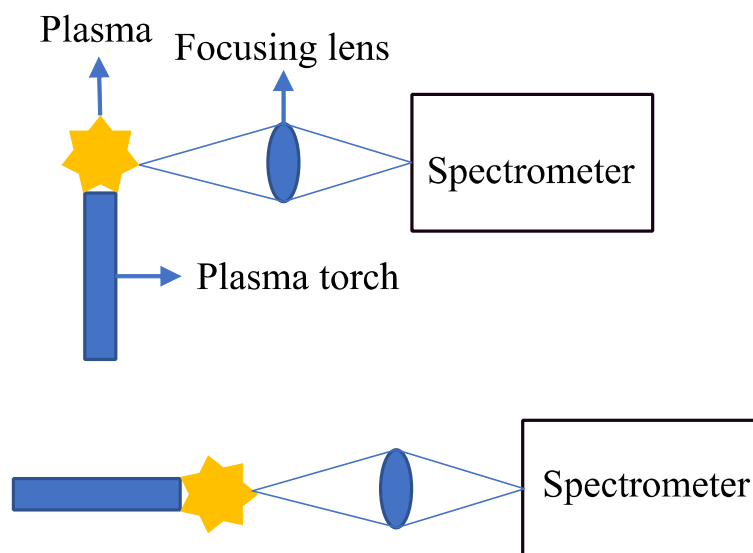 Plasma
Focusing lens
Spectrometer
Plasma torch
Spectrometer